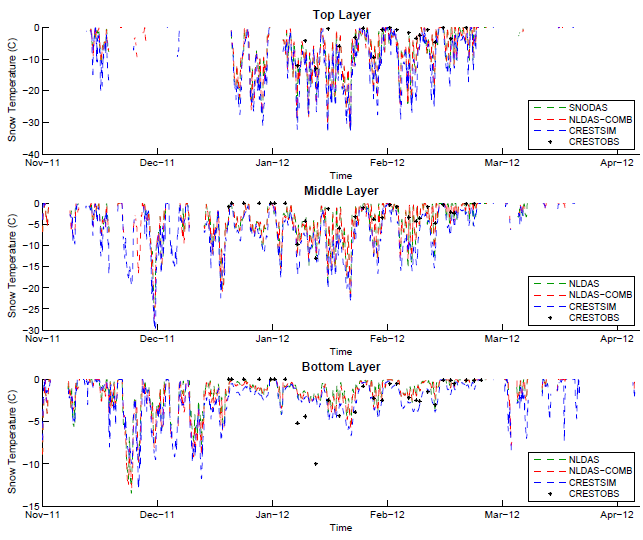 Top Layer
Snow Temperature (C)
0
−10
−20
−30
−40
Nov−11 Dec−11 Jan−12 Feb−12 Mar−12 Apr−12
Time
SNODAS
NLDAS−COMB
CRESTSIM
CRESTOBS
Middle Layer
Snow Temperature (C)
0
−5
−10
−15
−20
−25
−30
Nov−11 Dec−11 Jan−12 Feb−12 Mar−12 Apr−12
Time
NLDAS
NLDAS−COMB
CRESTSIM
CRESTOBS
Bottom Layer
Snow Temperature (C)
0
−5
−10
−15
Nov−11 Dec−11 Jan−12 Feb−12 Mar−12 Apr−12
Time
NLDAS
NLDAS−COMB
CRESTSIM
CRESTOBS